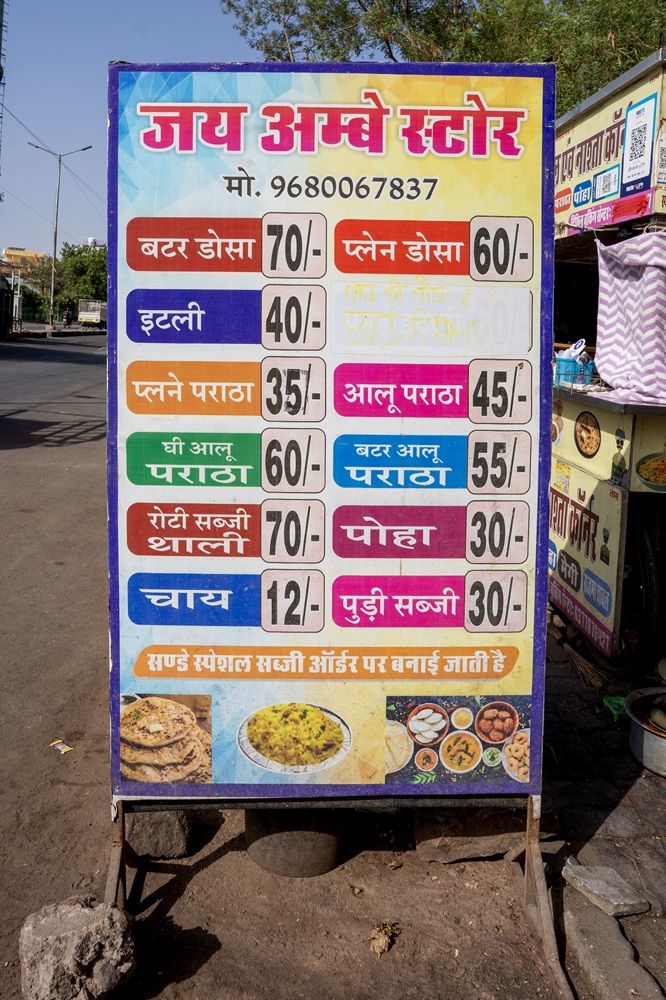 जय अम्बे स्टोर
मो. 9680067837
बटर डोसा 70/- प्लेन डोसा 60/-
इटली 40/-
प्लने पराठा 35/- आलू पराठा 45/-
घी आलू पराठा 60/- बटर आलू पराठा 55/-
रोटी सब्जी थाली 70/- पोहा 30/-
चाय 12/- पुड़ी सब्जी 30/-
सण्डे स्पेशल सब्जी ऑर्डर पर बनाई जाती है
पराठा पोहा